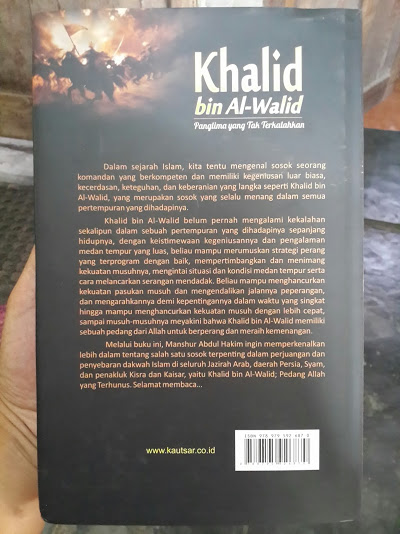 Khalid
bin Al-Walid
Panglima yang Tak Terkalahkan
Dalam sejarah Islam, kita tentu mengenal sosok seorang
komandan yang berkompeten dan memiliki kegeniusan luar biasa,
kecerdasan, keteguhan, dan keberanian yang langka seperti Khalid bin
Al-Walid, yang merupakan sosok yang selalu menang dalam semua
pertempuran yang dihadapinya.
Khalid bin Al-Walid belum pernah mengalami kekalahan
sekalipun dalam sebuah pertempuran yang dihadapinya sepanjang
hidupnya, dengan keistimewaan kegeniusannya dan pengalaman
medan tempur yang luas, beliau mampu merumuskan strategi perang
yang terprogram dengan baik, mempertimbangkan dan menimang
kekuatan musuhnya, mengintai situasi dan kondisi medan tempur serta
cara melancarkan serangan mendadak. Beliau mampu menghancurkan
kekuatan pasukan musuh dan mengendalikan jalannya peperangan,
dan mengarahkannya demi kepentingannya dalam waktu yang singkat
hingga mampu menghancurkan kekuatan musuh dengan lebih cepat,
sampai musuh-musuhnya meyakini bahwa Khalid bin Al-Walid memiliki
sebuah pedang dari Allah untuk berperang dan meraih kemenangan.
Melalui buku ini, Manshur Abdul Hakim ingin memperkenalkan
lebih dalam tentang salah satu sosok terpenting dalam perjuangan dan
penyebaran dakwah Islam di seluruh Jazirah Arab, daerah Persia, Syam,
dan penakluk Kisra dan Kaisar, yaitu Khalid bin Al-Walid; Pedang Allah
yang Terhunus. Selamat membaca...
www.kautsar.co.id
ISBN 978 979 592 687 0